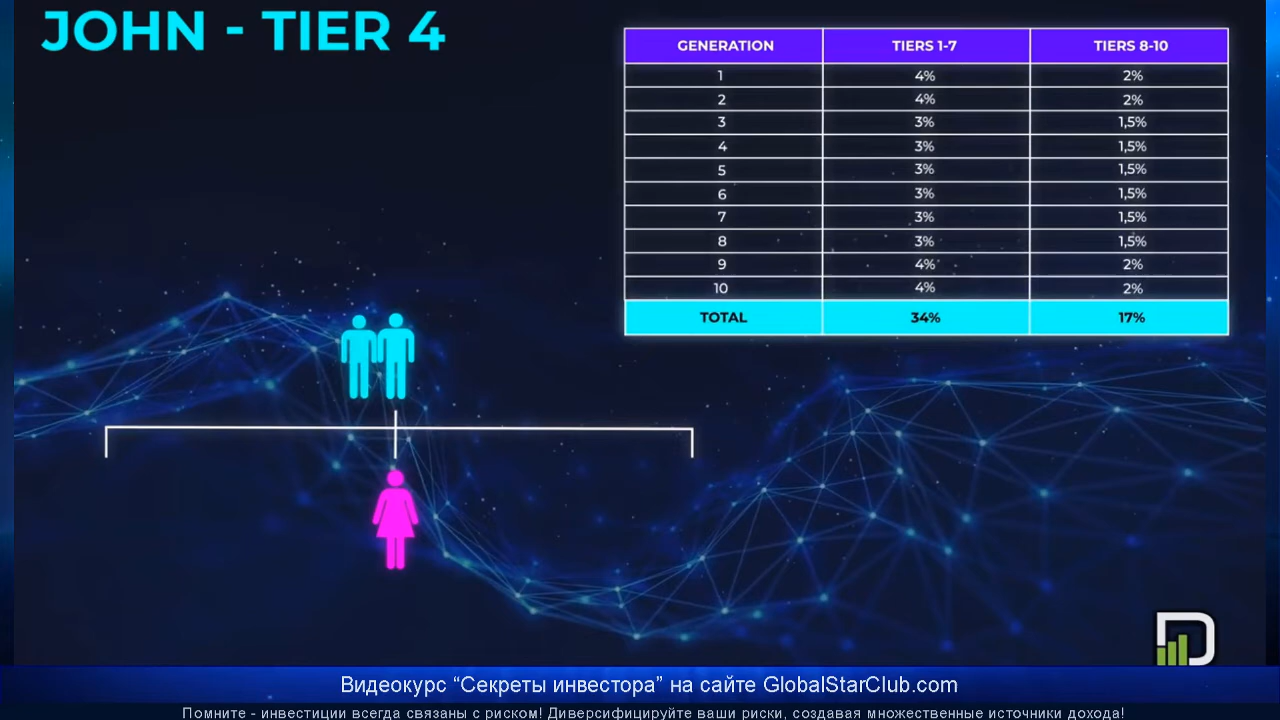 JOHN - TIER 4
GENERATION TIERS 1-7 TIERS 8-10
1 4% 2%
2 4% 2%
3 3% 1,5%
4 3% 1,5%
5 3% 1,5%
6 3% 1,5%
7 3% 1,5%
8 3% 1,5%
9 4% 2%
10 4% 2%
TOTAL 34% 17%
Видеокурс “Секреты инвестора” на сайте GlobalStarClub.com
Помните - инвестиции всегда связаны с риском! Диверсифицируйте ваши риски, создавая множественные источники дохода!